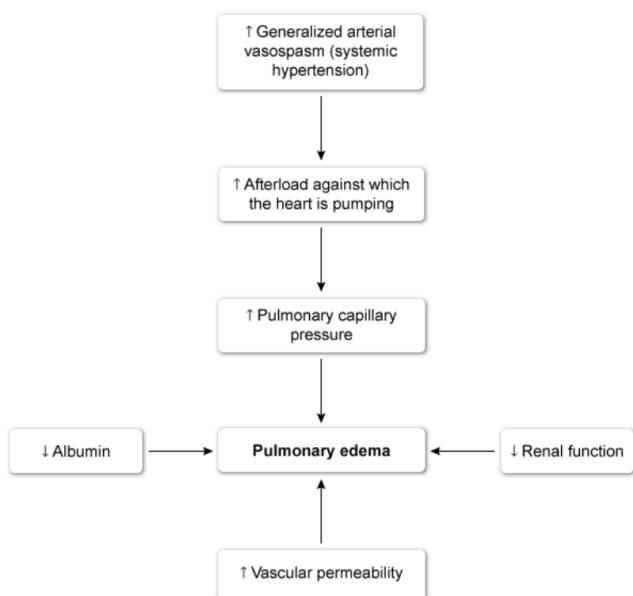 ↑ Generalized arterial
vasospasm (systemic
hypertension)
↑ Afterload against which
the heart is pumping
↑ Pulmonary capillary
pressure
↓ Albumin
Pulmonary edema
↓ Renal function
↑ Vascular permeability